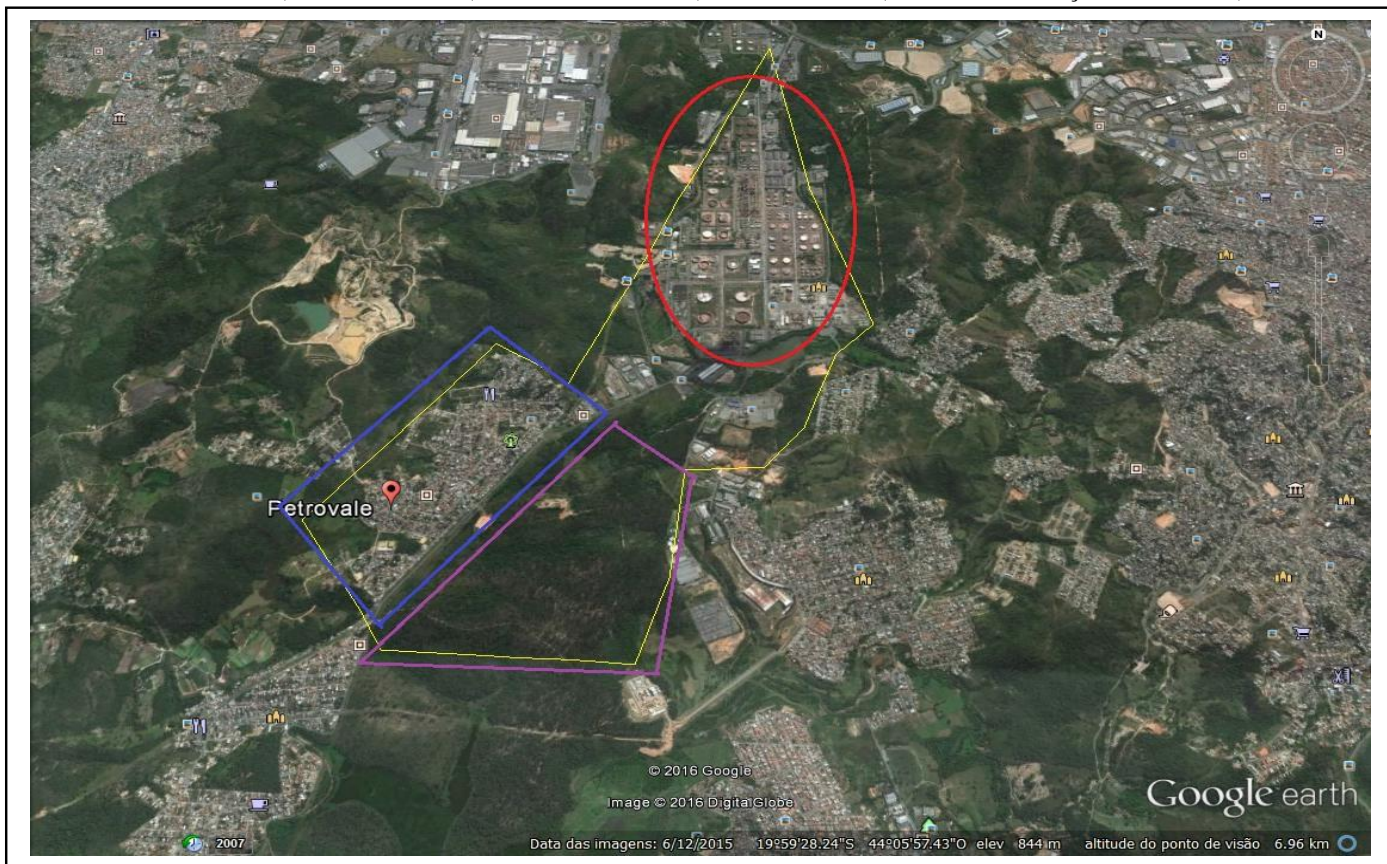 N
Petrovale
© 2016 Google
Image © 2016 DigitalGlobe
Google earth
2007
Data das imagens: 6/12/2015 19°59'28.24"S 44°05'57.43"O elev 844 m altitude do ponto de visão 6.96 km